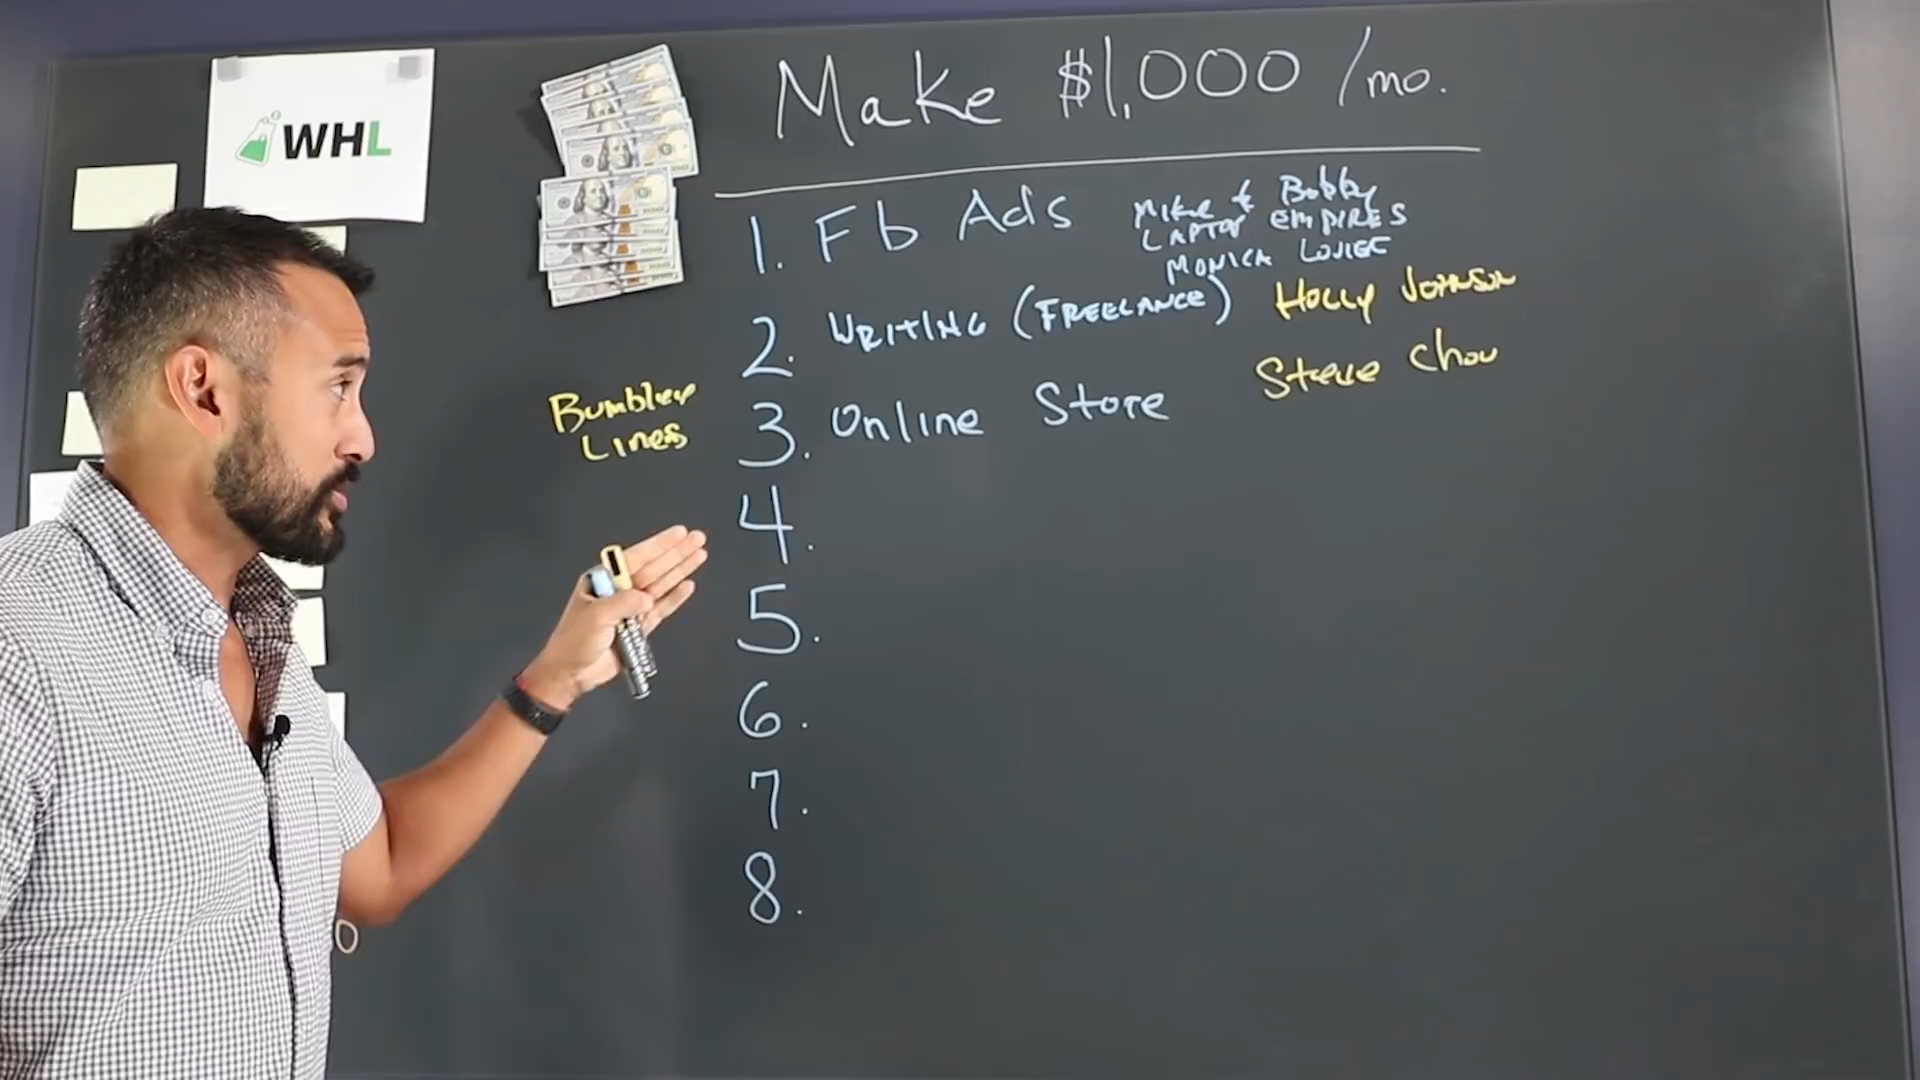 WHL
Make $1,000 /mo.
1. Fb Ads
Mike & Bobby
LAPTOP EMPIRES
MONICA LOUIE
2. WRITING (FREELANCE) HOLLY JOHNSON
3. Online Store Steve Chou
Bumbler
Lines
4.
5.
6.
7.
8.